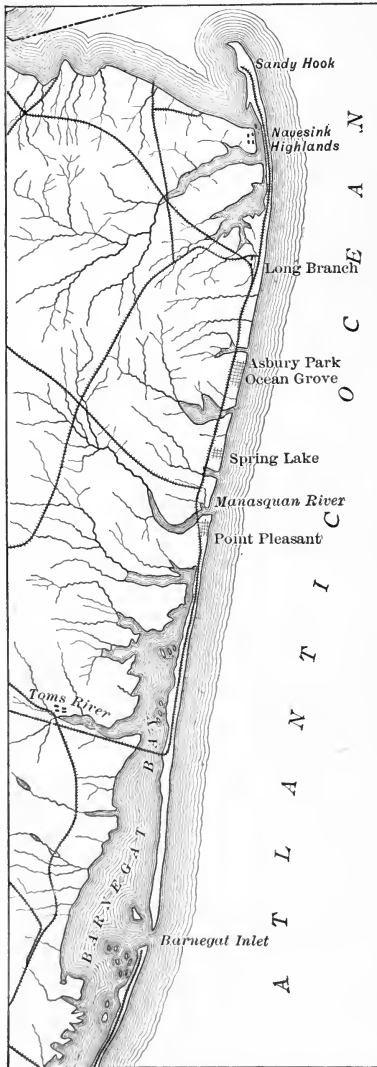 Sandy Hook
Navesink
Highlands
Long Branch
Asbury Park
Ocean Grove
Spring Lake
Manasquan River
Point Pleasant
Toms River
BARNEGAT BAY
Barnegat Inlet
ATLANTIC OCEAN